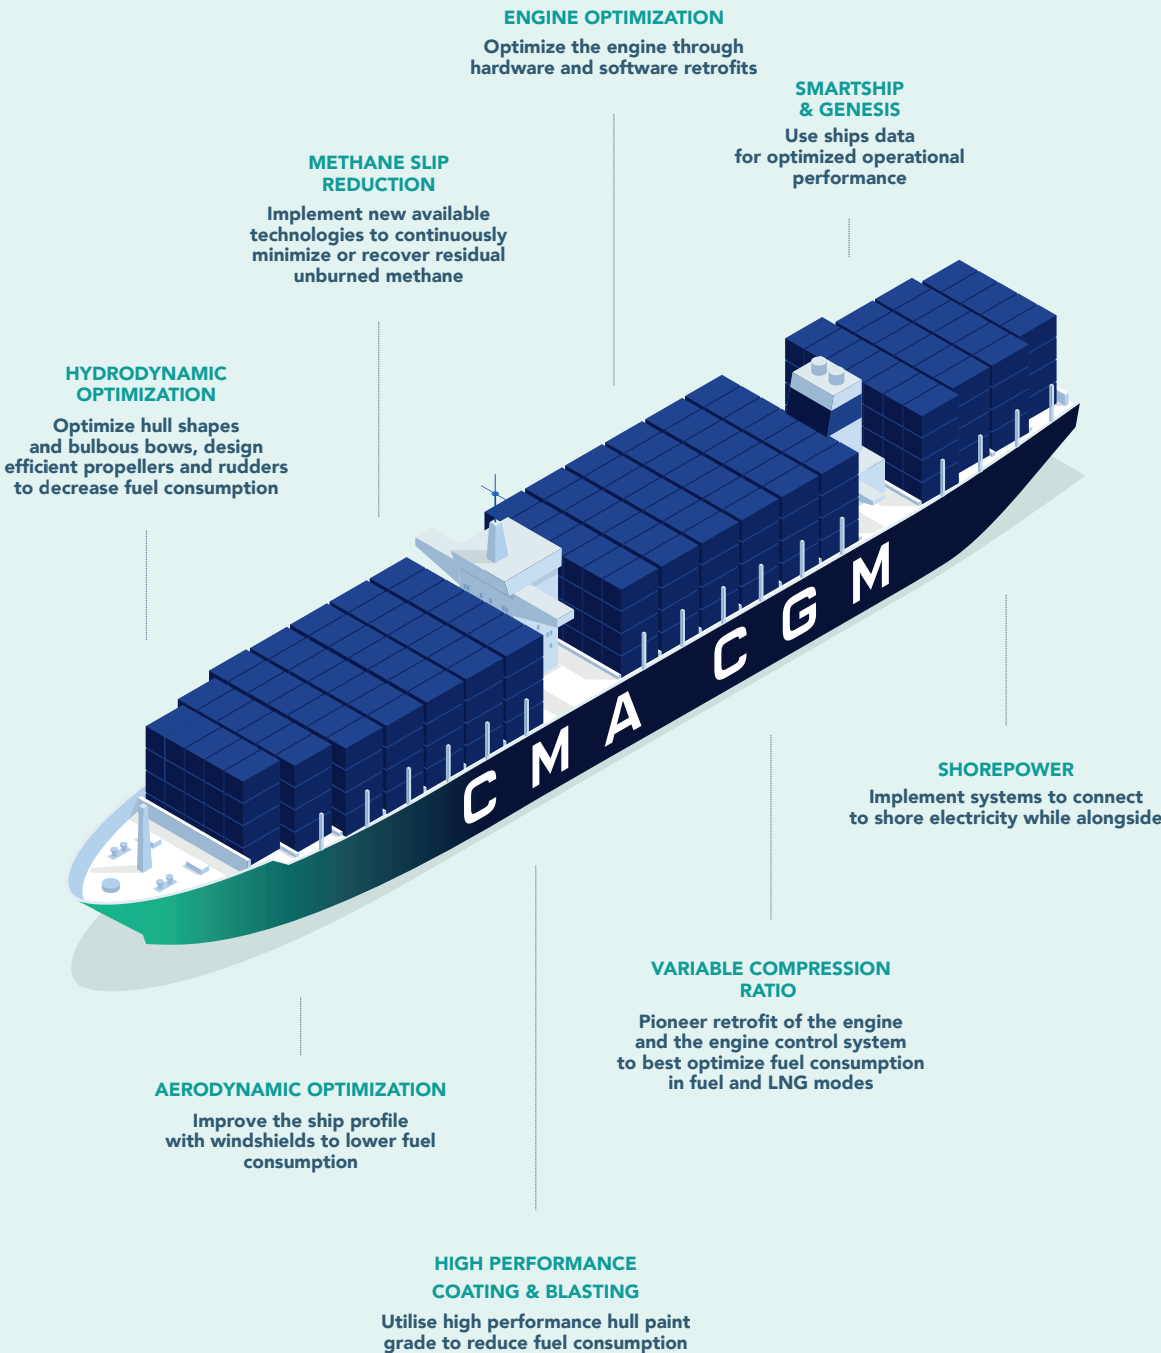 ENGINE OPTIMIZATION
Optimize the engine through
hardware and software retrofits
SMARTSHIP
& GENESIS
Use ships data
for optimized operational
performance
METHANE SLIP
REDUCTION
Implement new available
technologies to continuously
minimize or recover residual
unburned methane
HYDRODYNAMIC
OPTIMIZATION
Optimize hull shapes
and bulbous bows, design
efficient propellers and rudders
to decrease fuel consumption
CMA CGM
SHOREPOWER
Implement systems to connect
to shore electricity while alongside
VARIABLE COMPRESSION
RATIO
Pioneer retrofit of the engine
and the engine control system
to best optimize fuel consumption
in fuel and LNG modes
AERODYNAMIC OPTIMIZATION
Improve the ship profile
with windshields to lower fuel
consumption
HIGH PERFORMANCE
COATING & BLASTING
Utilise high performance hull paint
grade to reduce fuel consumption